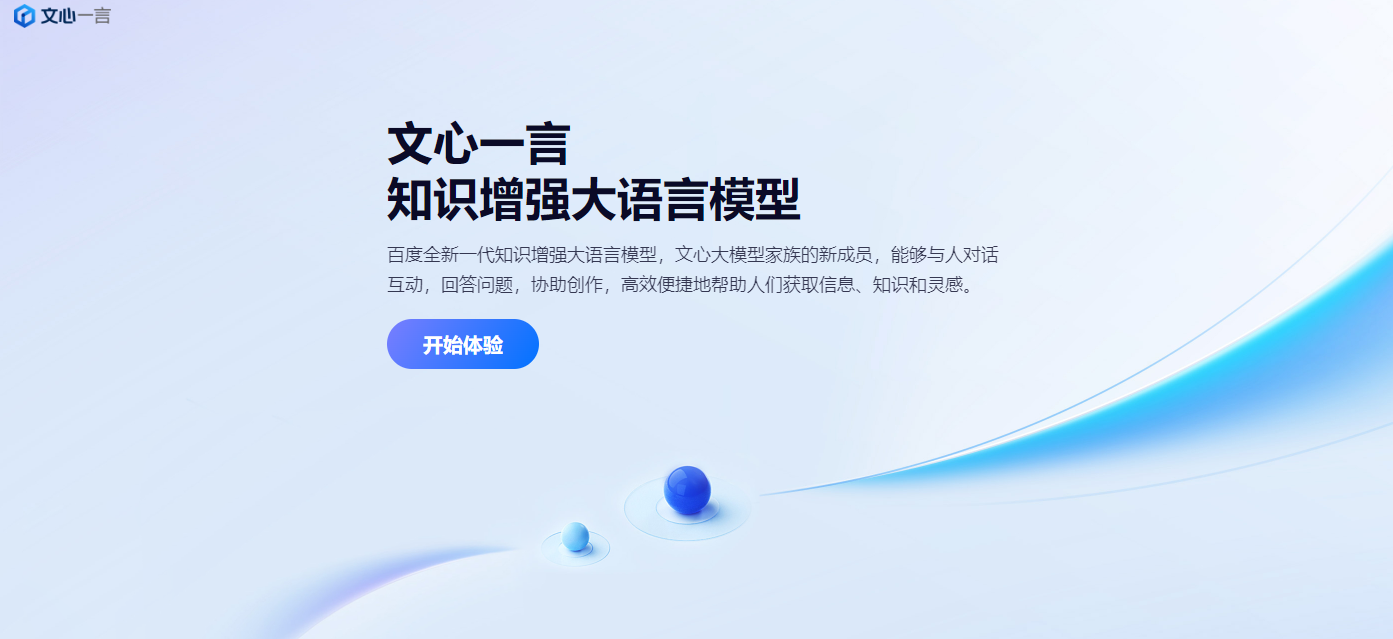 文心一言
文心一言
知识增强大语言模型
百度全新一代知识增强大语言模型，文心大模型家族的新成员，能够与人对话
互动，回答问题，协助创作，高效便捷地帮助人们获取信息、知识和灵感。
开始体验